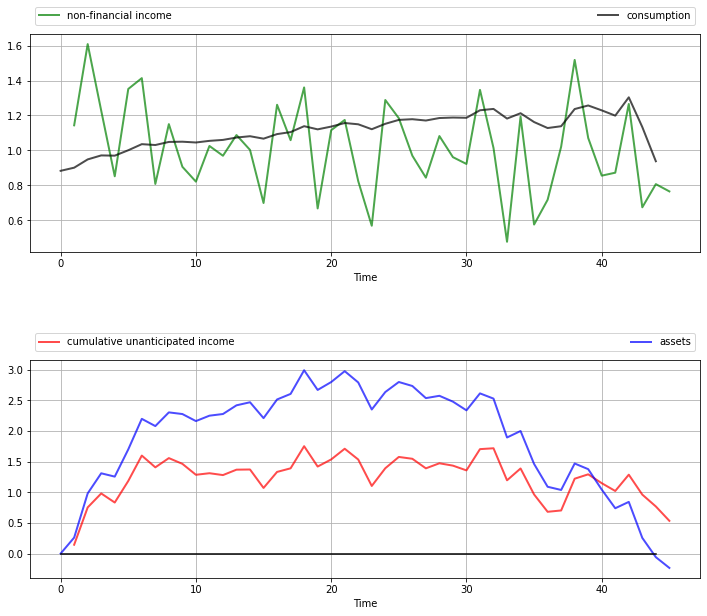 non-financial income consumption
1.6
1.4
1.2
1.0
0.8
0.6
0 10 20 30 40
Time
cumulative unanticipated income assets
3.0
2.5
2.0
1.5
1.0
0.5
0.0
0 10 20 30 40
Time